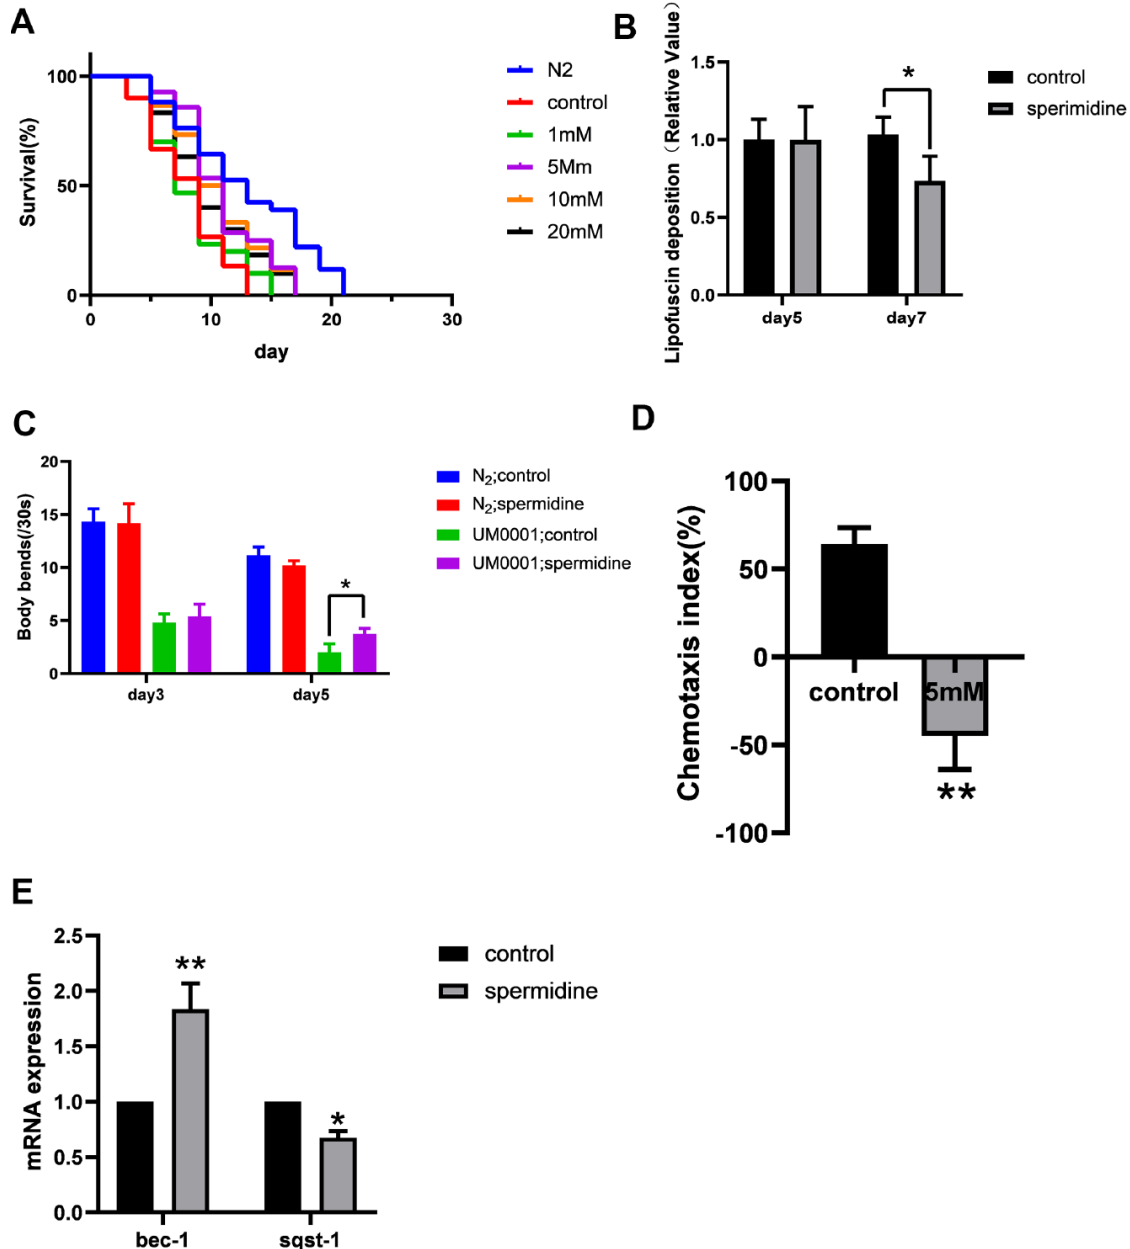 A
Survival(%)
100
50
0
0
10
20
30
day
N2
control
1mM
5Mm
10mM
20mM
B
Lipofuscin deposition（Relative Value）
1.5
1.0
0.5
0.0
*
day5
day7
control
sperimidine
C
Body bends(/30s)
20
15
10
5
0
*
day3
day5
N2;control
N2;spermidine
UM0001;control
UM0001;spermidine
D
Chemotaxis index(%)
100
50
0
-50
-100
control
5mM
**
E
mRNA expression
2.5
2.0
1.5
1.0
0.5
0.0
**
*
bec-1
sqst-1
control
spermidine